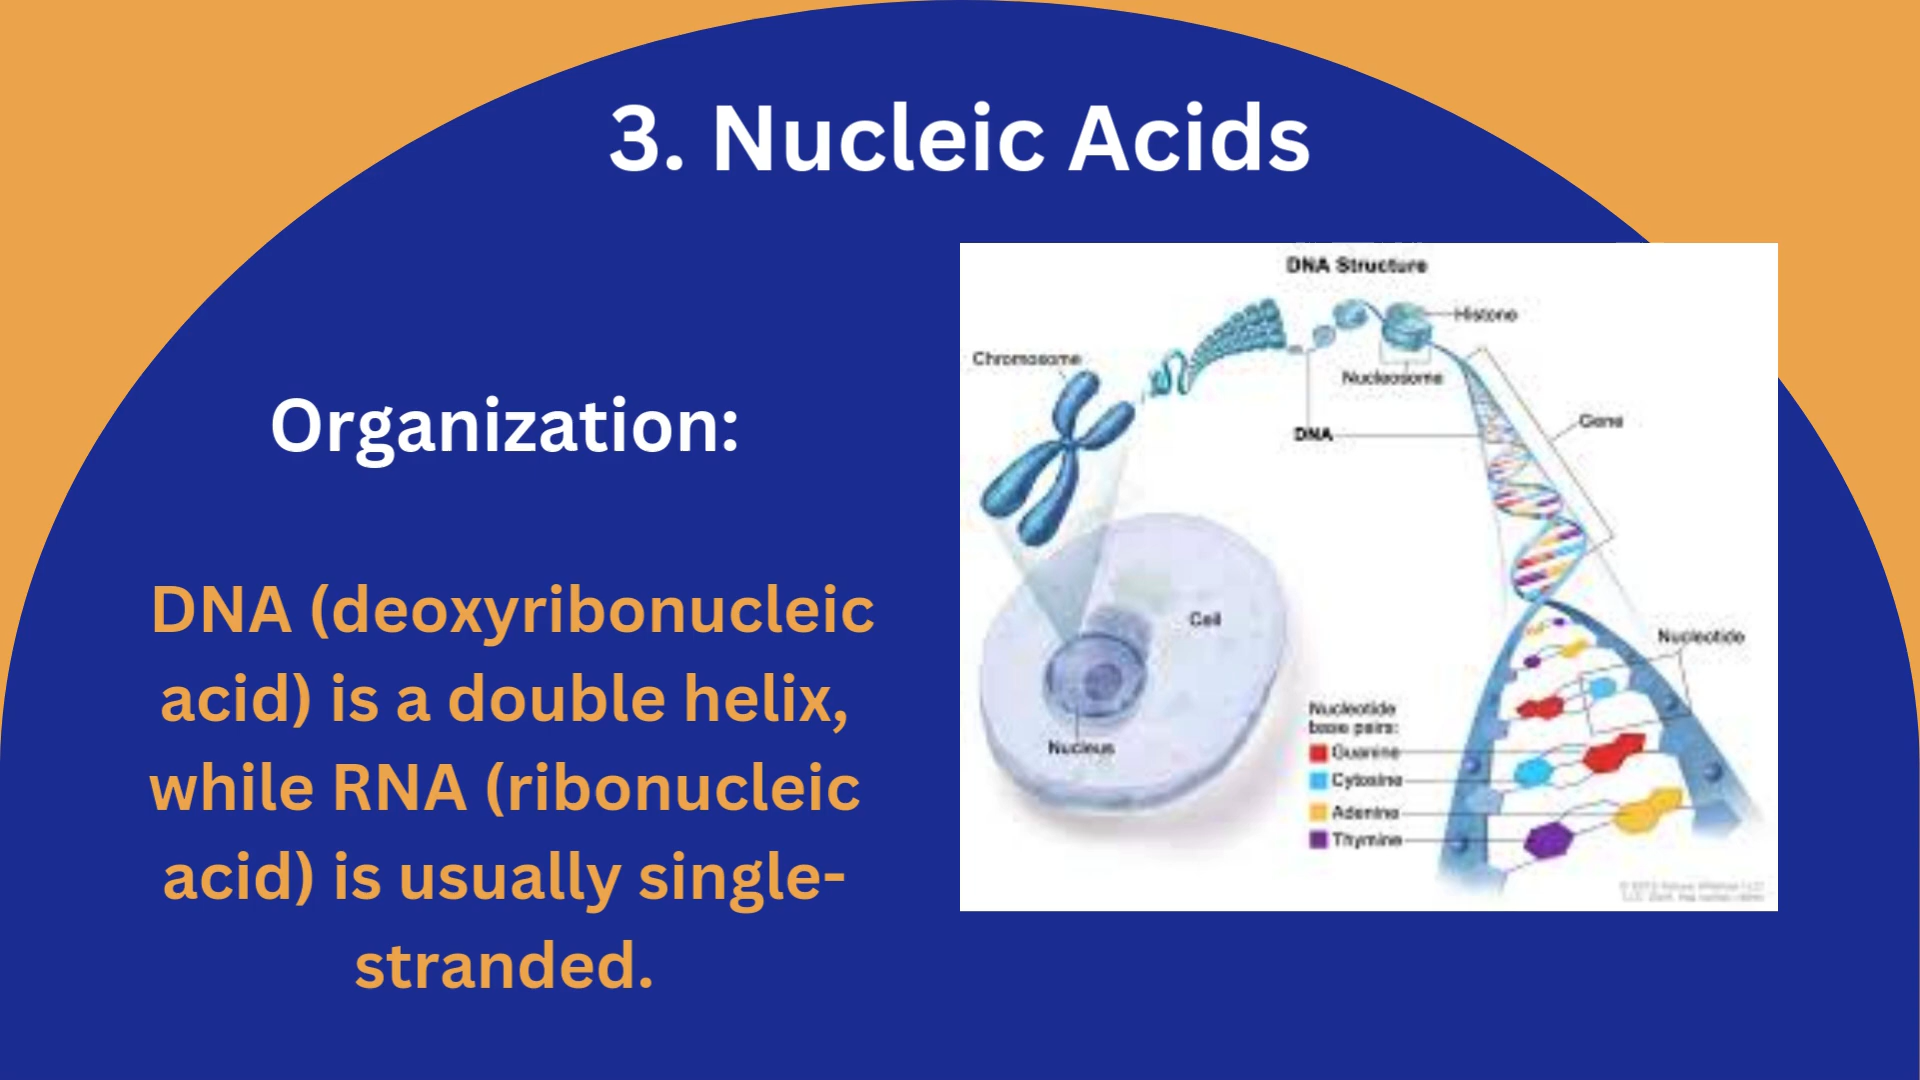 3. Nucleic Acids
Organization:
DNA (deoxyribonucleic
acid) is a double helix,
while RNA (ribonucleic
acid) is usually single-
stranded.
DNA Structure
Histone
Chromosome
Nucleosome
Gene
DNA
Cell
Nucleotide
Nucleus
Nucleotide
base pairs:
Guanine
Cytosine
Adenine
Thymine